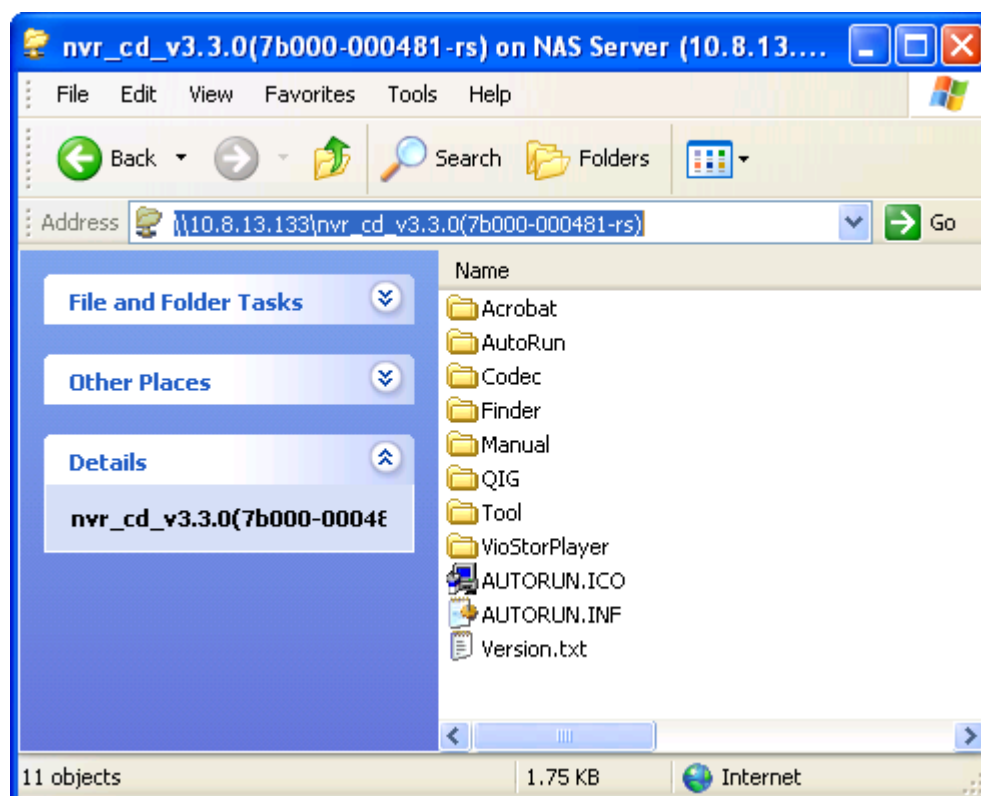 nvr_cd_v3.3.0(7b000-000481-rs) on NAS Server (10.8.13....
File Edit View Favorites Tools Help
Back Search Folders
Address \\10.8.13.133\nvr_cd_v3.3.0(7b000-000481-rs) Go
File and Folder Tasks
Other Places
Details
nvr_cd_v3.3.0(7b000-00048
Name
Acrobat
AutoRun
Codec
Finder
Manual
QIG
Tool
VioStorPlayer
AUTORUN.ICO
AUTORUN.INF
Version.txt
11 objects 1.75 KB Internet